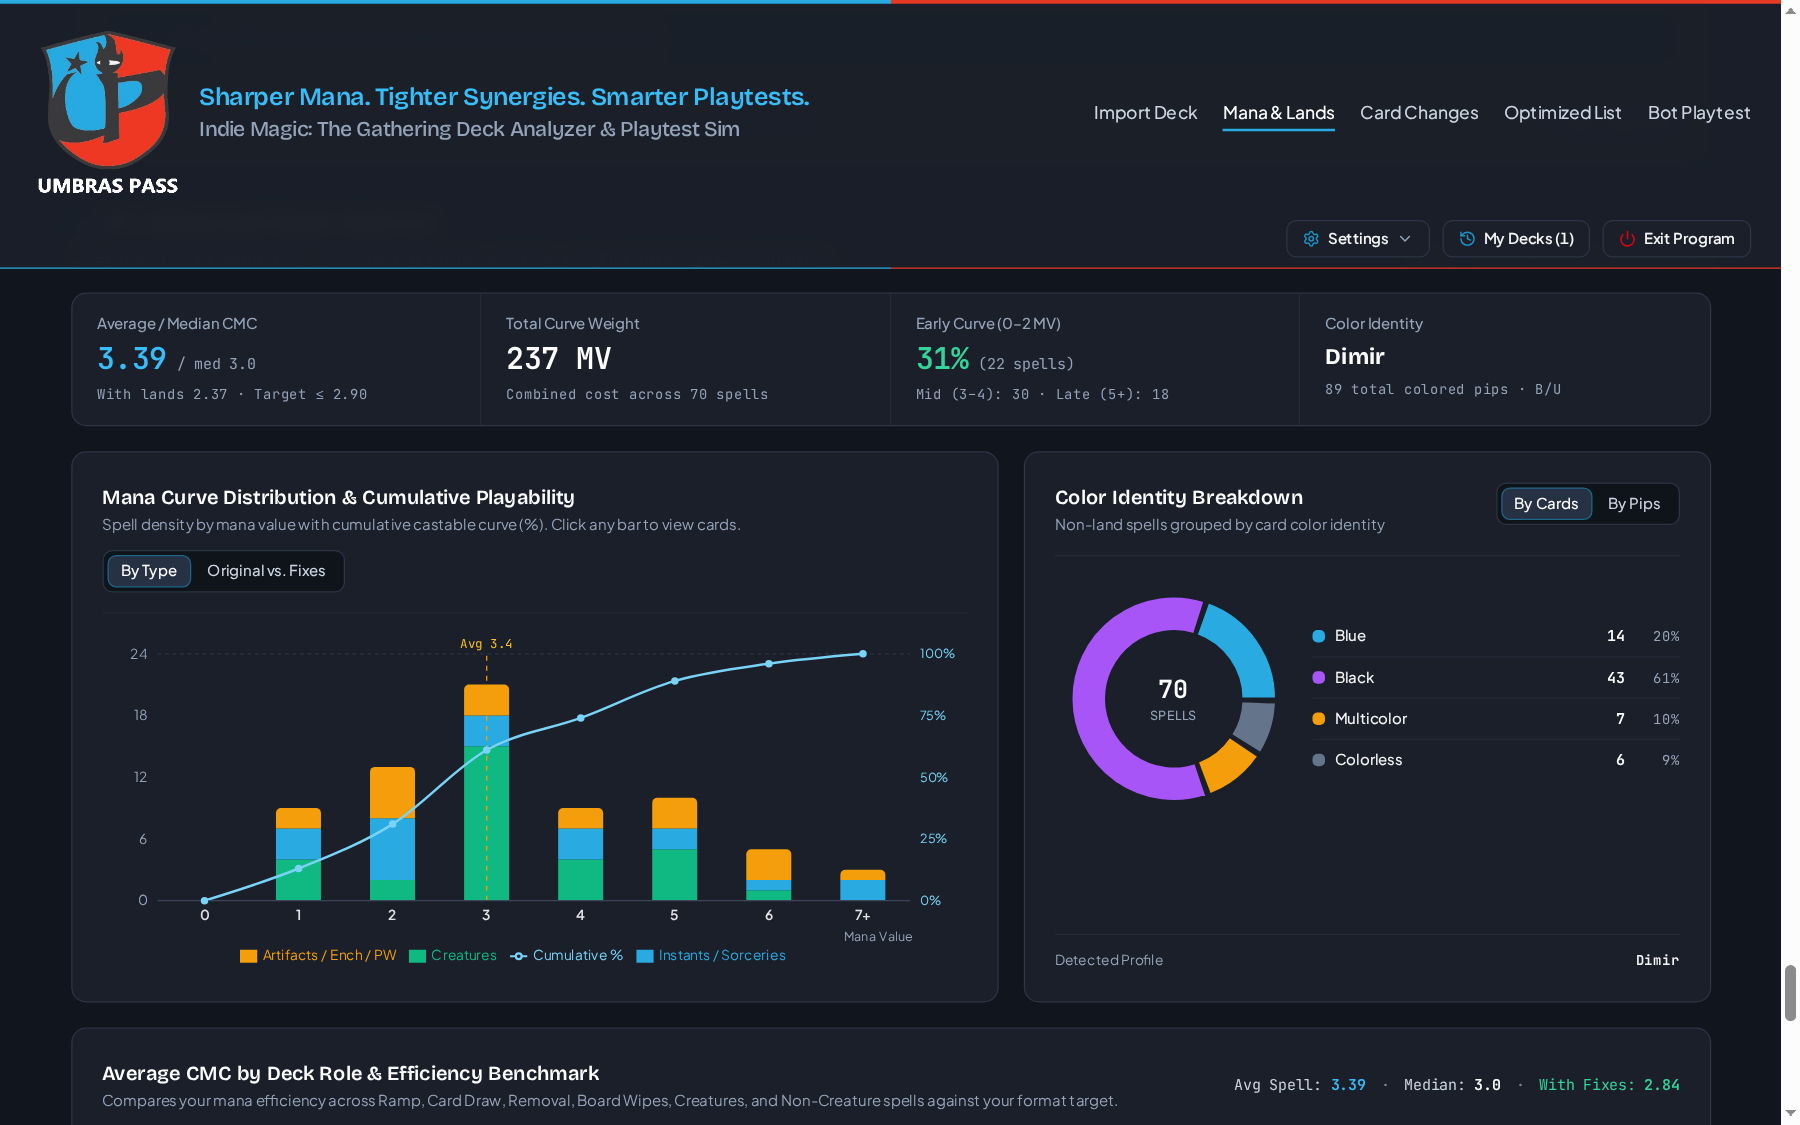 UMBRAS PASS
Sharper Mana. Tighter Synergies. Smarter Playtests.
Indie Magic: The Gathering Deck Analyzer & Playtest Sim
Import Deck
Mana & Lands
Card Changes
Optimized List
Bot Playtest
Settings
My Decks (1)
Exit Program
Average / Median CMC
3.39 / med 3.0
With lands 2.37 · Target ≤ 2.90
Total Curve Weight
237 MV
Combined cost across 70 spells
Early Curve (0–2 MV)
31% (22 spells)
Mid (3–4): 30 · Late (5+): 18
Color Identity
Dimir
89 total colored pips · B/U
Mana Curve Distribution & Cumulative Playability
Spell density by mana value with cumulative castable curve (%). Click any bar to view cards.
By Type
Original vs. Fixes
Avg 3.4
24
18
12
6
0
100%
75%
50%
25%
0%
0 1 2 3 4 5 6 7+
Mana Value
Artifacts / Ench / PW
Creatures
Cumulative %
Instants / Sorceries
Color Identity Breakdown
Non-land spells grouped by card color identity
By Cards
By Pips
70
SPELLS
Blue 14 20%
Black 43 61%
Multicolor 7 10%
Colorless 6 9%
Detected Profile
Dimir
Average CMC by Deck Role & Efficiency Benchmark
Compares your mana efficiency across Ramp, Card Draw, Removal, Board Wipes, Creatures, and Non-Creature spells against your format target.
Avg Spell: 3.39 · Median: 3.0 · With Fixes: 2.84